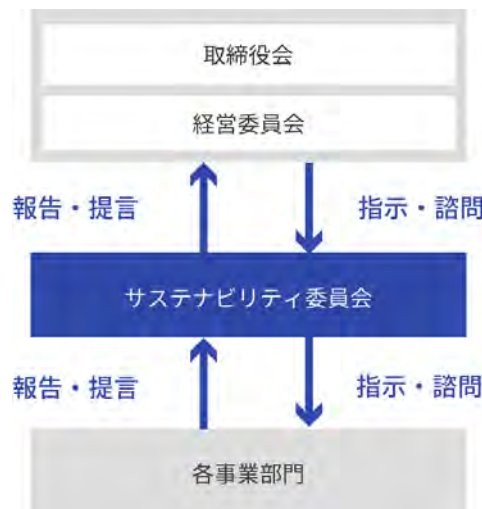 取締役会
経営委員会
報告・提言
指示・諮問
サステナビリティ委員会
報告・提言
指示・諮問
各事業部門